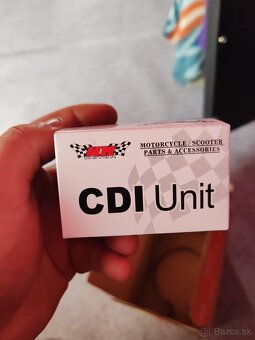 MOTORCYCLE / SCOOTER
PARTS & ACCESSORIES
CDI Unit
Bazos.sk